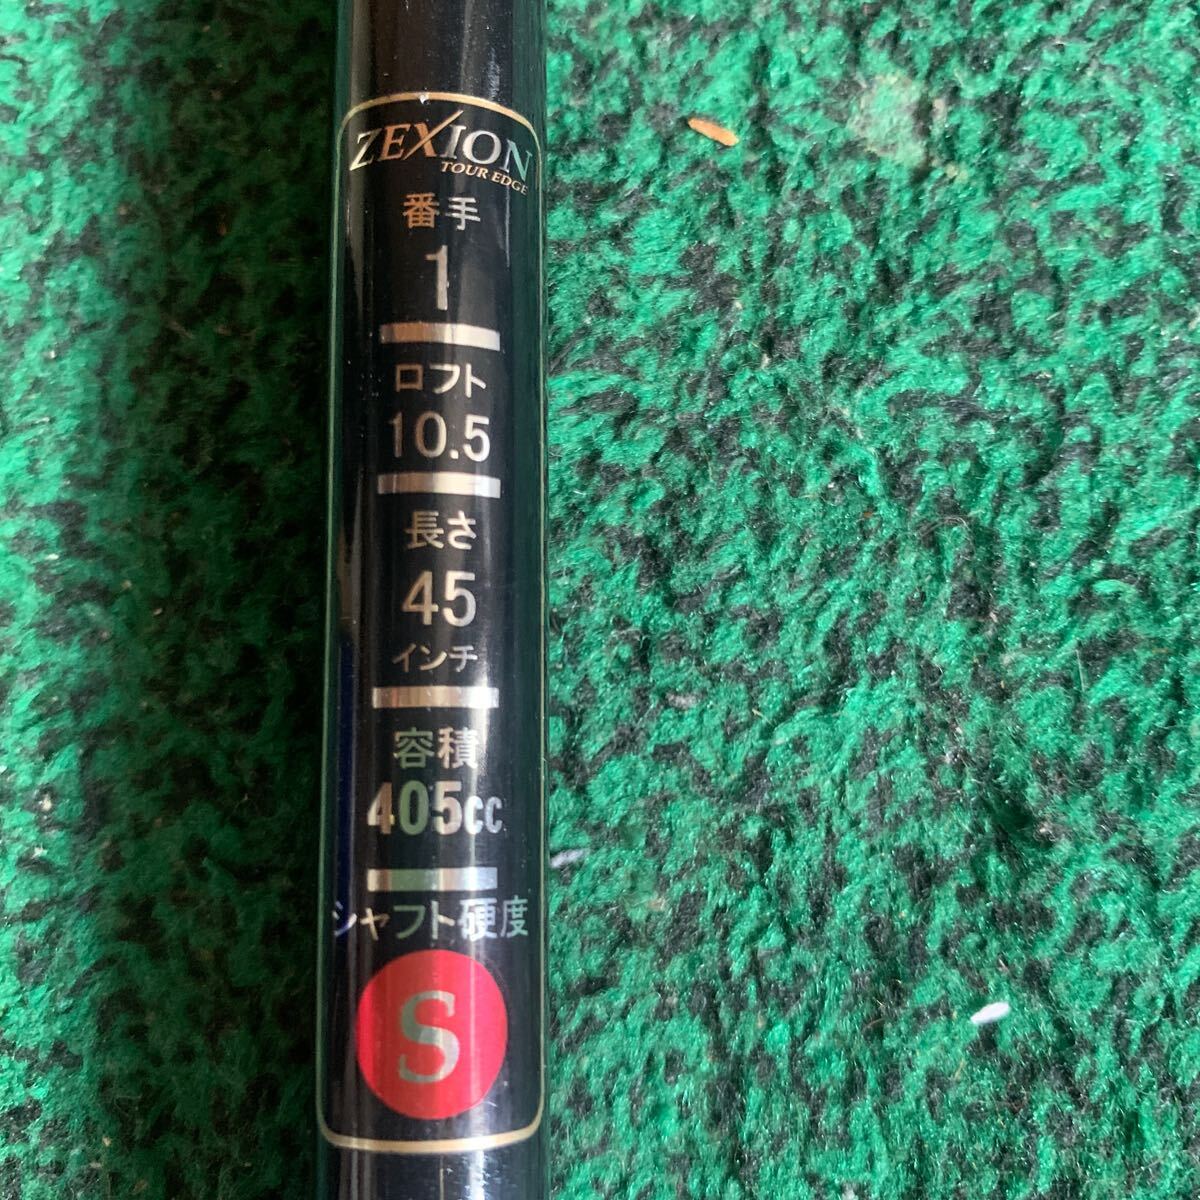 ZEXION
TOUR EDGE
番手
1
ロフト
10.5
長さ
45
インチ
容積
405cc
シャフト硬度
S